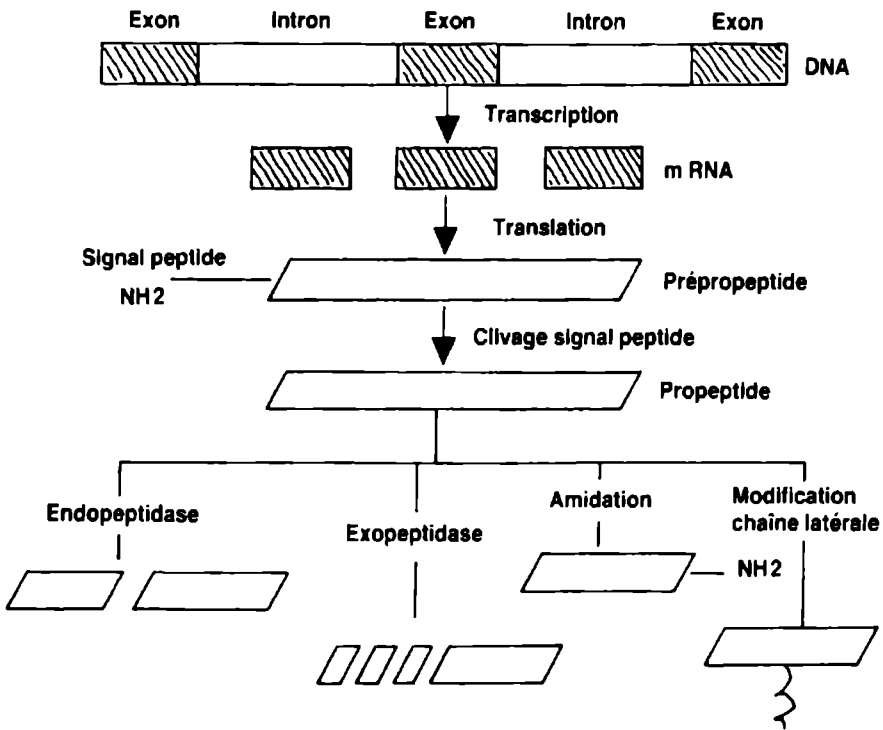 Exon Intron Exon Intron Exon
DNA
Transcription
m RNA
Translation
Signal peptide
NH2
Prépropeptide
Clivage signal peptide
Propeptide
Endopeptidase
Exopeptidase
Amidation
NH2
Modification
chaîne latérale